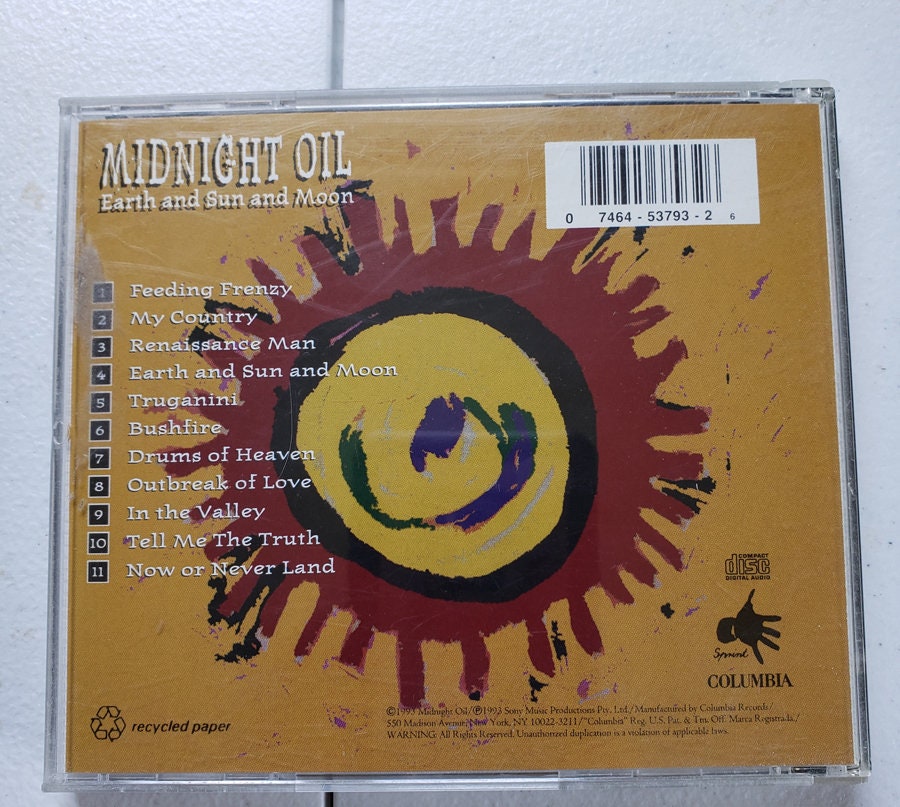 MIDNIGHT OIL
Earth and Sun and Moon
0 7464 - 53793 - 2 6
1 Feeding Frenzy
2 My Country
3 Renaissance Man
4 Earth and Sun and Moon
5 Truganini
6 Bushfire
7 Drums of Heaven
8 Outbreak of Love
9 In the Valley
10 Tell Me The Truth
11 Now or Never Land
COMPACT
disc
DIGITAL AUDIO
Sprint
COLUMBIA
recycled paper
©1993 Midnight Oil/℗1993 Sony Music Productions Pty. Ltd./Manufactured by Columbia Records/
550 Madison Avenue, New York, NY 10022-3211/"Columbia" Reg. U.S. Pat. & Tm. Off. Marca Registrada./
WARNING: All Rights Reserved. Unauthorized duplication is a violation of applicable laws.